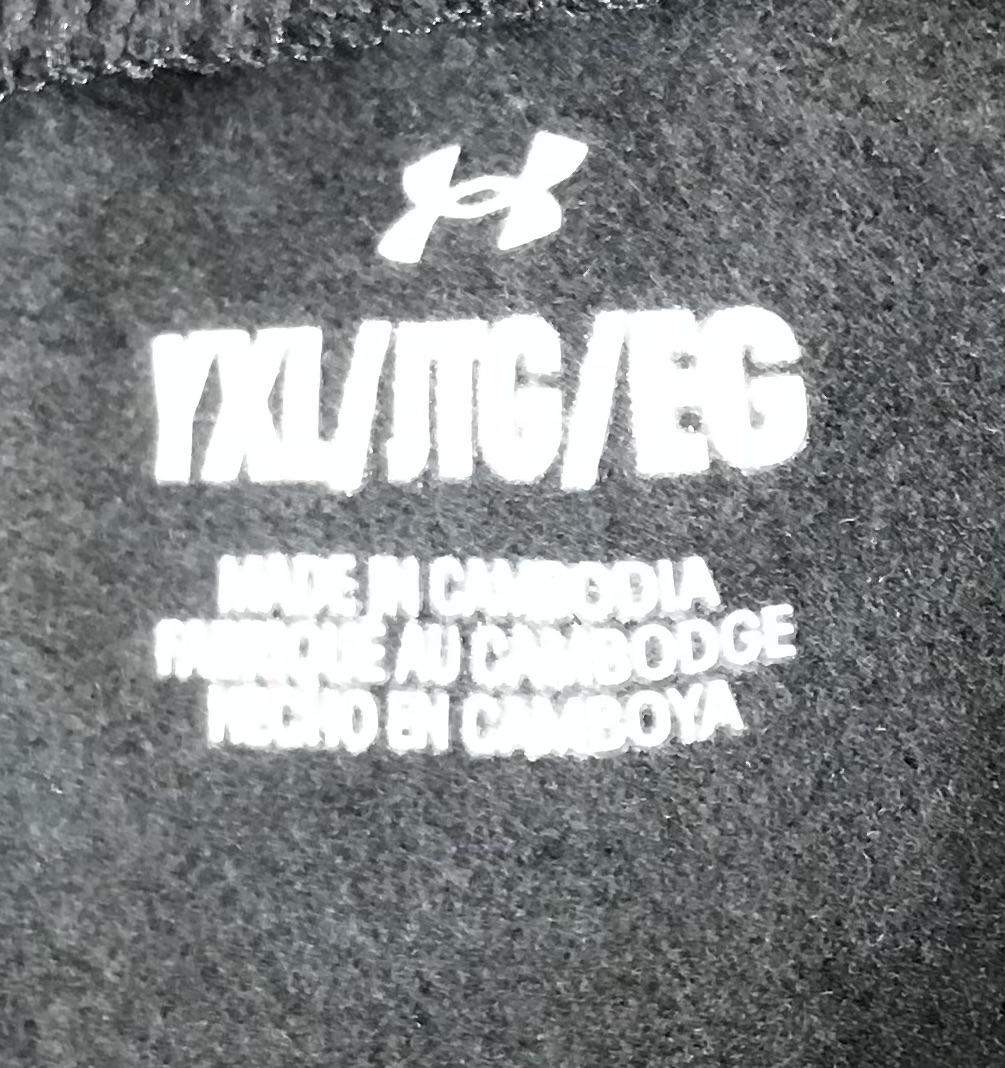 YXL/JTG/EG
MADE IN CAMBODIA
FABRIQUÉ AU CAMBODGE
HECHO EN CAMBOYA